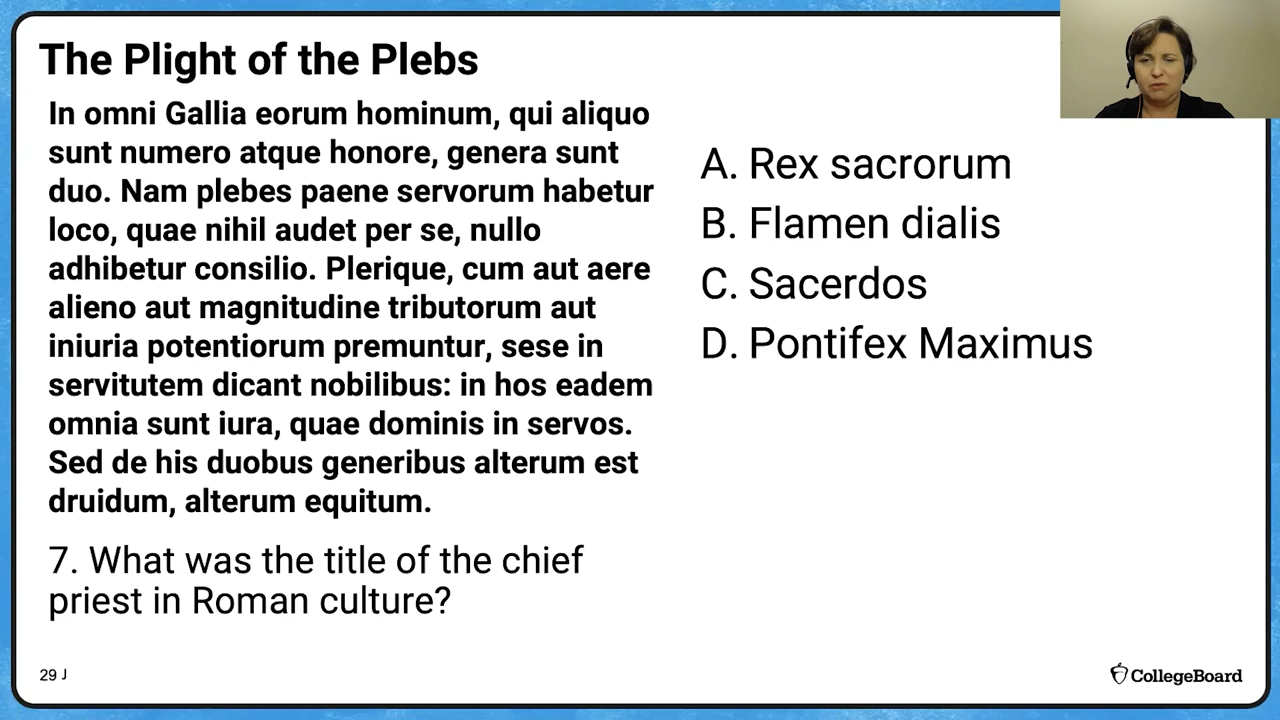 The Plight of the Plebs
In omni Gallia eorum hominum, qui aliquo
sunt numero atque honore, genera sunt
duo. Nam plebes paene servorum habetur
loco, quae nihil audet per se, nullo
adhibetur consilio. Plerique, cum aut aere
alieno aut magnitudine tributorum aut
iniuria potentiorum premuntur, sese in
servitutem dicant nobilibus: in hos eadem
omnia sunt iura, quae dominis in servos.
Sed de his duobus generibus alterum est
druidum, alterum equitum.
7. What was the title of the chief
priest in Roman culture?
A. Rex sacrorum
B. Flamen dialis
C. Sacerdos
D. Pontifex Maximus
29 J
CollegeBoard